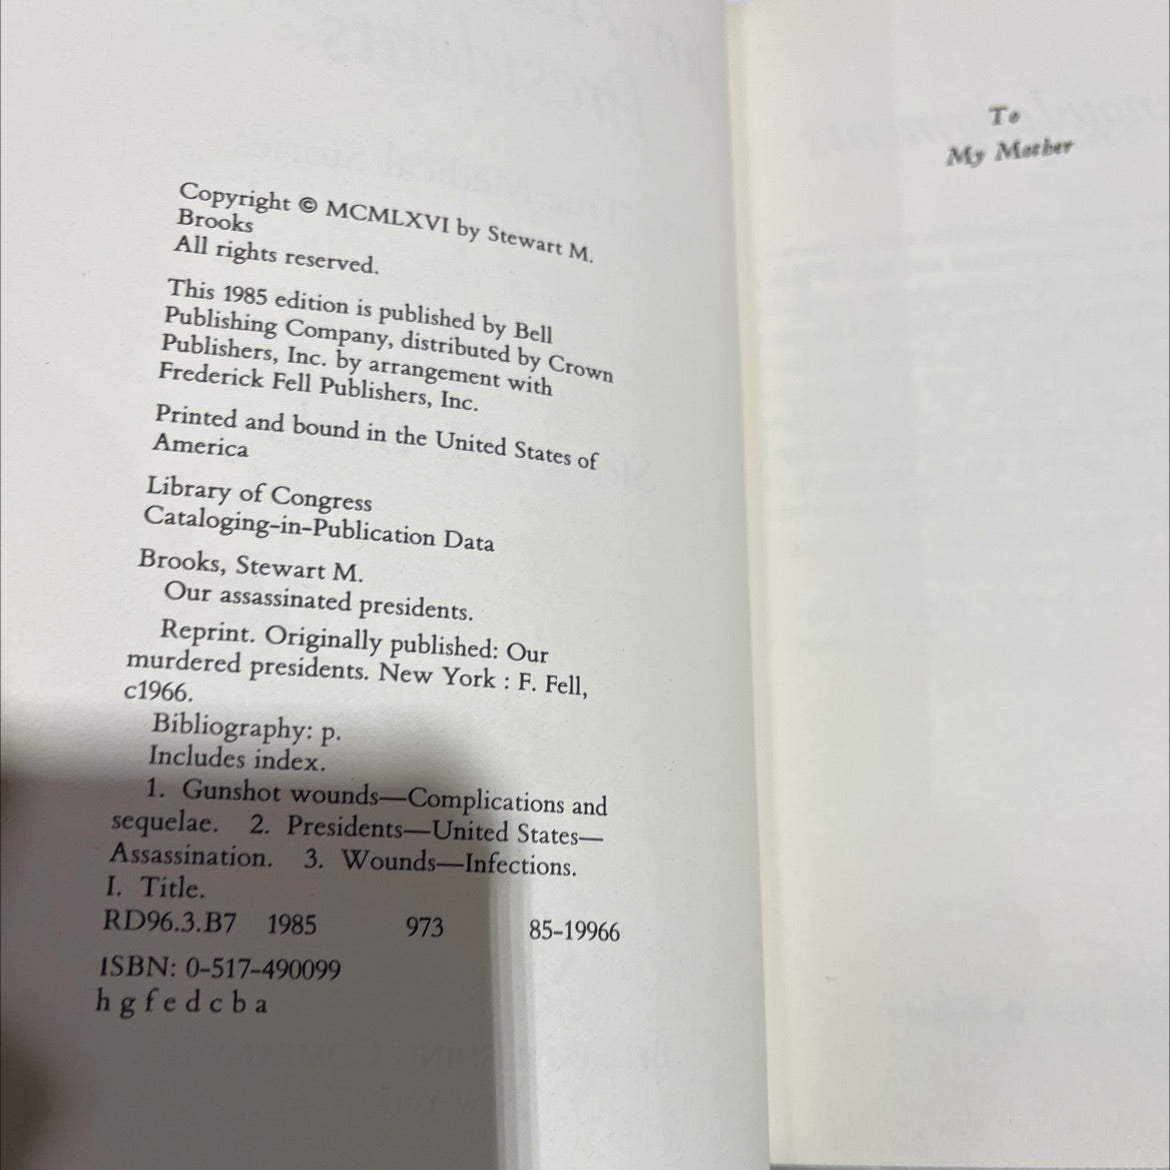 Copyright © MCMLXVI by Stewart M.
Brooks
All rights reserved.
This 1985 edition is published by Bell
Publishing Company, distributed by Crown
Publishers, Inc. by arrangement with
Frederick Fell Publishers, Inc.
Printed and bound in the United States of
America
Library of Congress
Cataloging-in-Publication Data
Brooks, Stewart M.
Our assassinated presidents.
Reprint. Originally published: Our
murdered presidents. New York : F. Fell,
c1966.
Bibliography: p.
Includes index.
1. Gunshot wounds—Complications and
sequelae. 2. Presidents—United States—
Assassination. 3. Wounds—Infections.
I. Title.
RD96.3.B7 1985 973 85-19966
ISBN: 0-517-490099
h g f e d c b a
To
My Mother